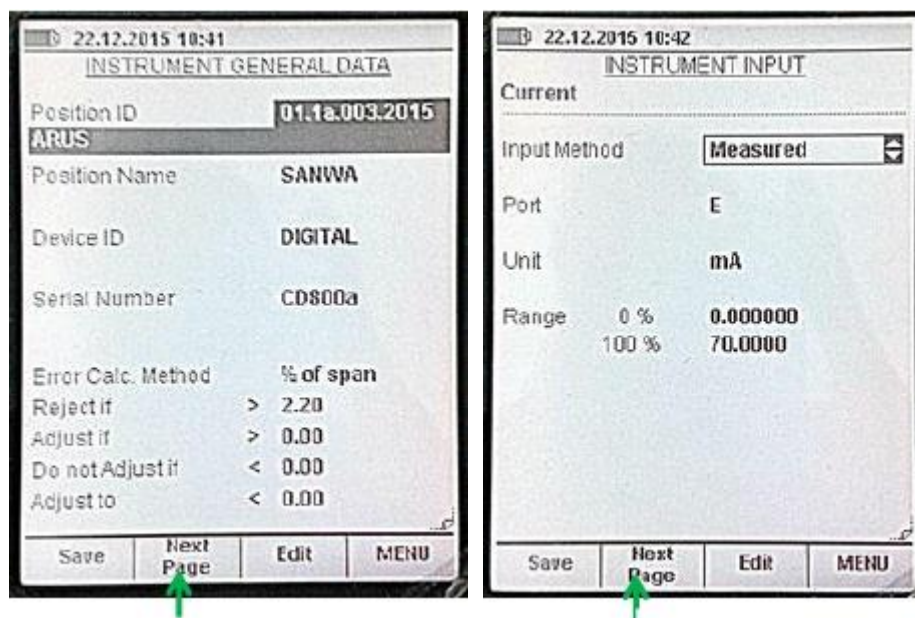 22.12.2015 10:41
INSTRUMENT GENERAL DATA
Position ID 01.1a.003.2015
ARUS
Position Name SANWA
Device ID DIGITAL
Serial Number CD800a
Error Calc. Method % of span
Reject if > 2.20
Adjust if > 0.00
Do not Adjust if < 0.00
Adjust to < 0.00
Save Next Page Edit MENU
22.12.2015 10:42
INSTRUMENT INPUT
Current
Input Method Measured
Port E
Unit mA
Range 0 % 0.000000
100 % 70.0000
Save Next Page Edit MENU